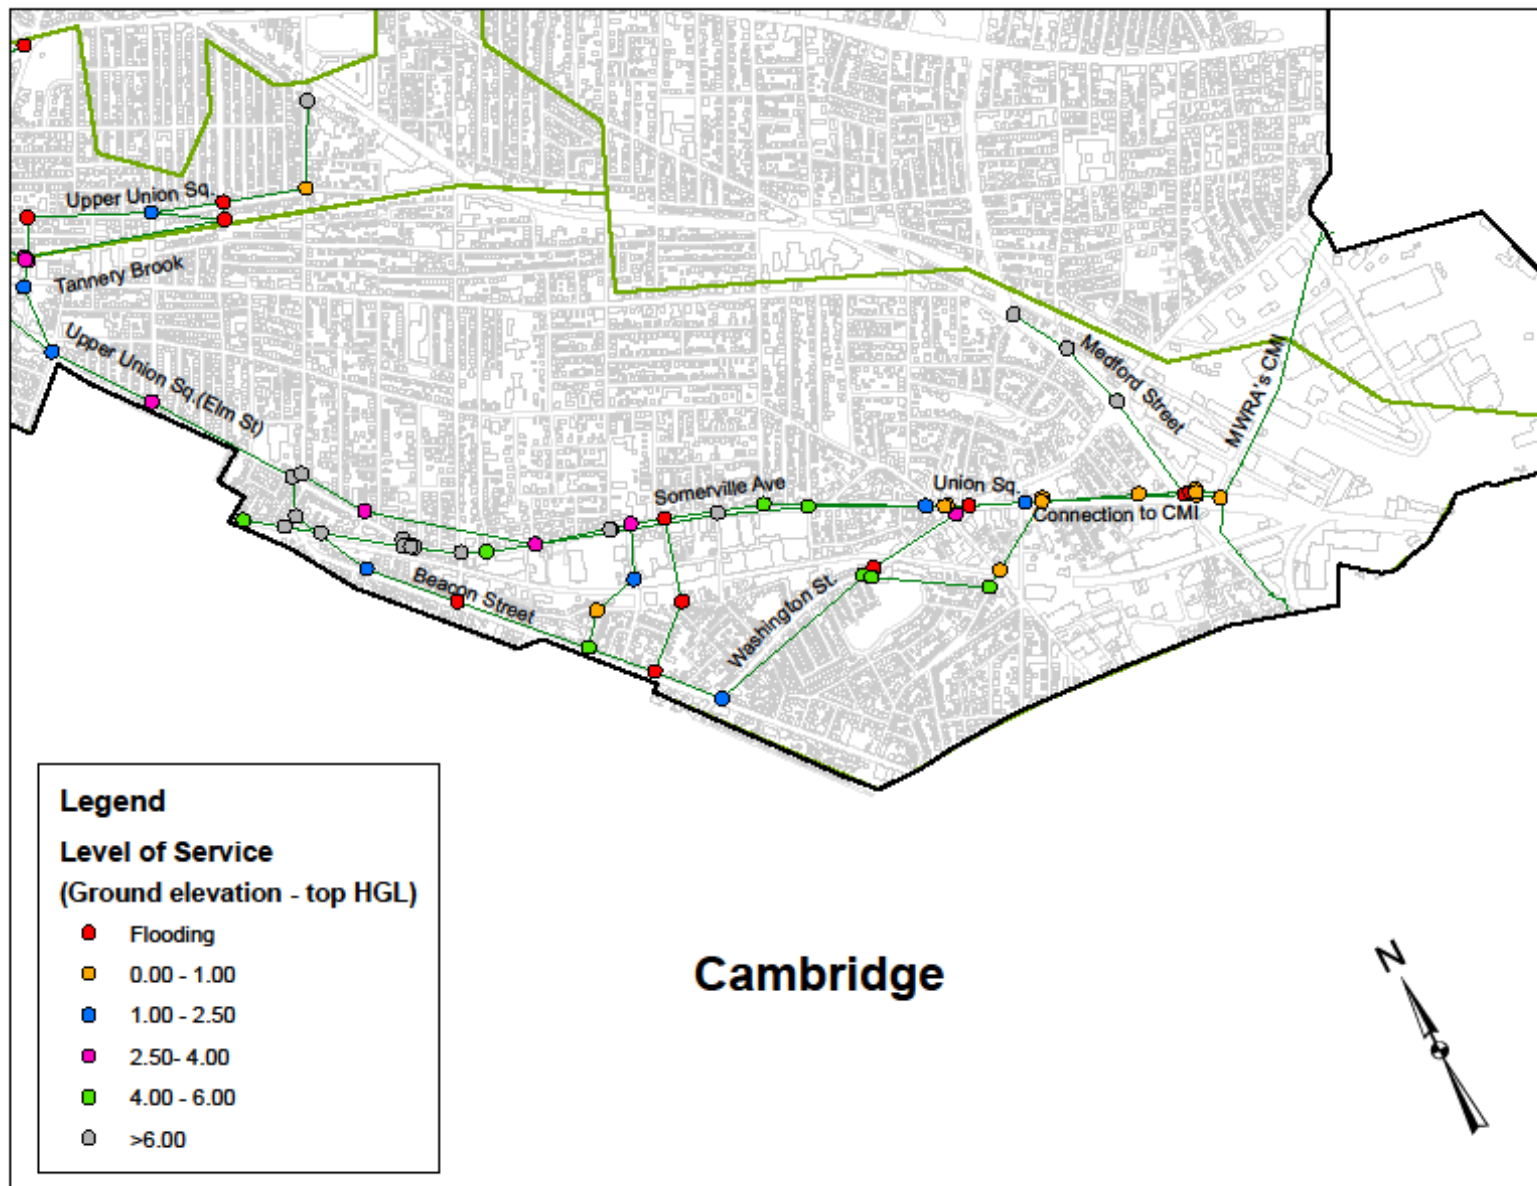 Upper Union Sq.
Tannery Brook
Upper Union Sq.(Elm St)
Medford Street
MWRA's CMI
Somerville Ave
Union Sq.
Connection to CMI
Beacon Street
Washington St.
Legend
Level of Service
(Ground elevation - top HGL)
Flooding
0.00 - 1.00
1.00 - 2.50
2.50- 4.00
4.00 - 6.00
>6.00
Cambridge
N